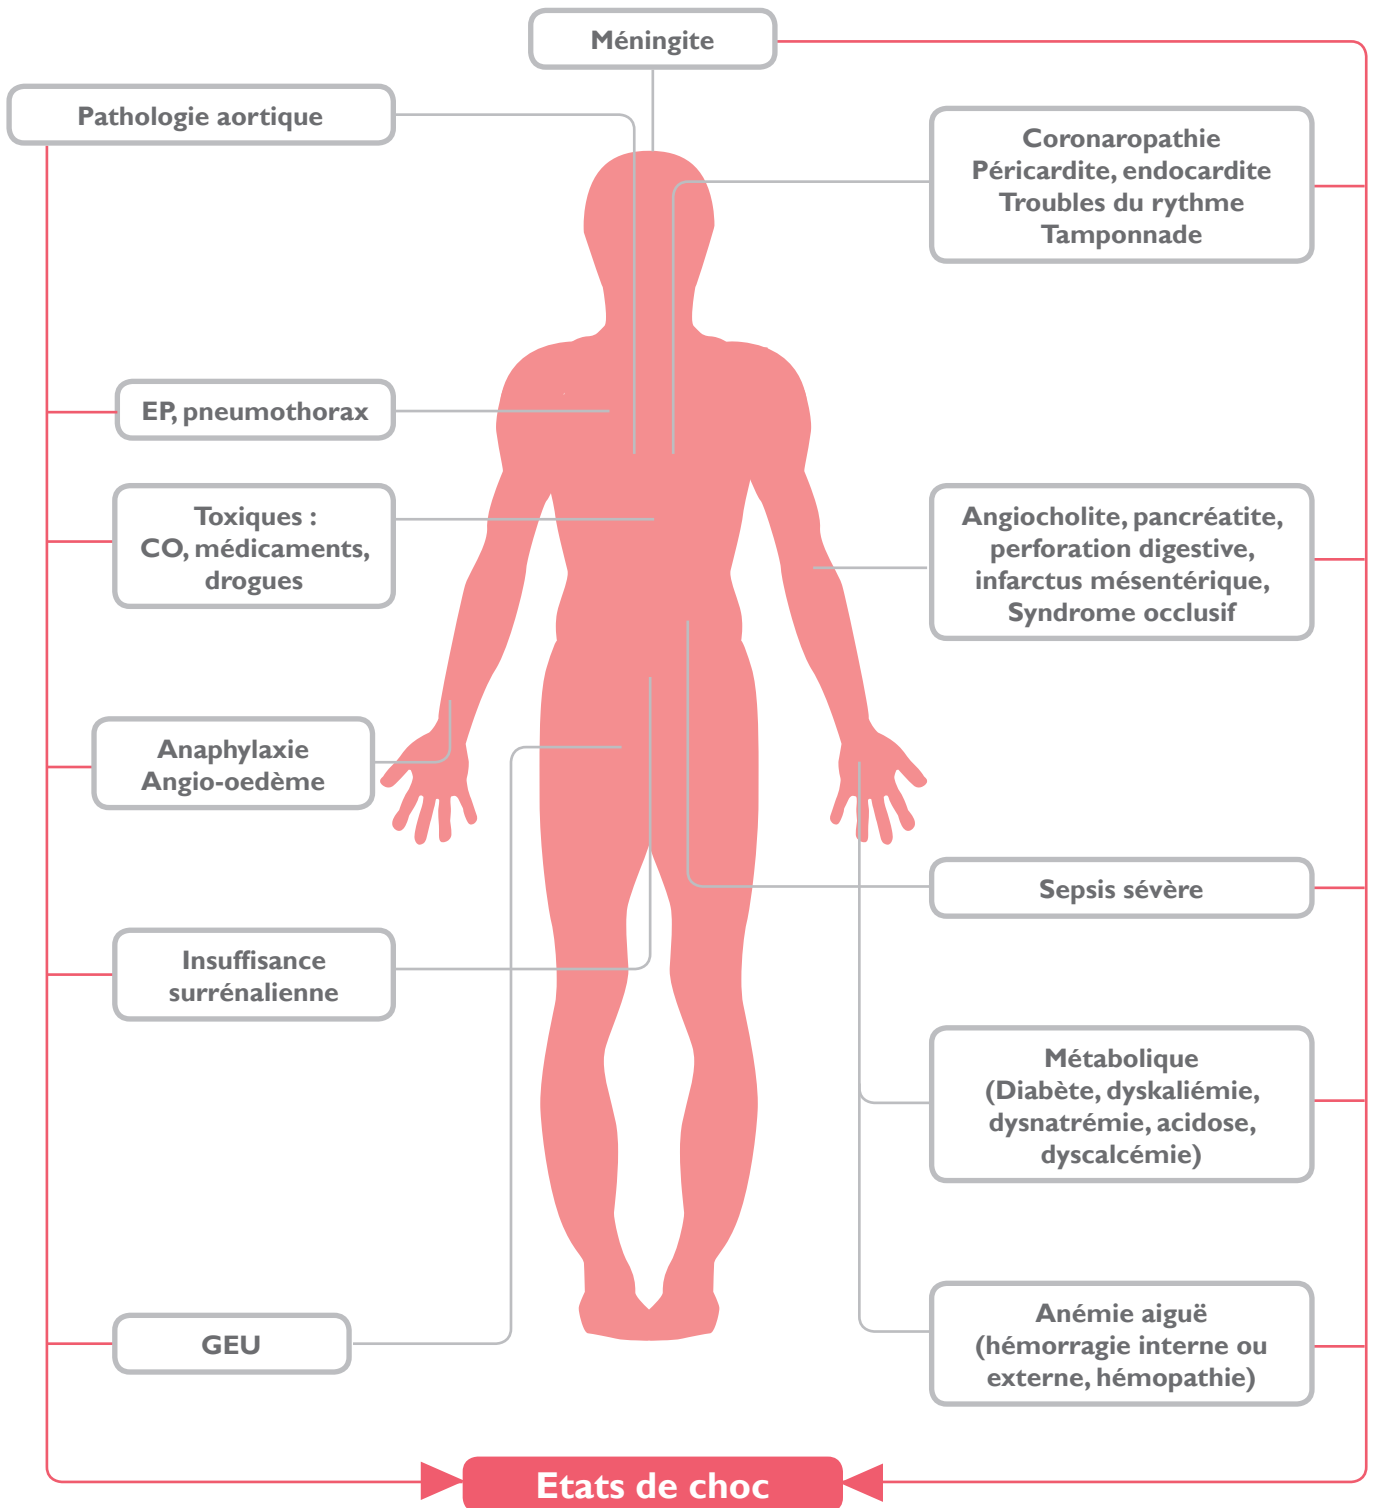 Méningite
Pathologie aortique
Coronaropathie
Péricardite, endocardite
Troubles du rythme
Tamponnade
EP, pneumothorax
Toxiques :
CO, médicaments,
drogues
Angiocholite, pancréatite,
perforation digestive,
infarctus mésentérique,
Syndrome occlusif
Anaphylaxie
Angio-oedème
Sepsis sévère
Insuffisance
surrénalienne
Métabolique
(Diabète, dyskaliémie,
dysnatrémie, acidose,
dyscalcémie)
GEU
Anémie aiguë
(hémorragie interne ou
externe, hémopathie)
Etats de choc